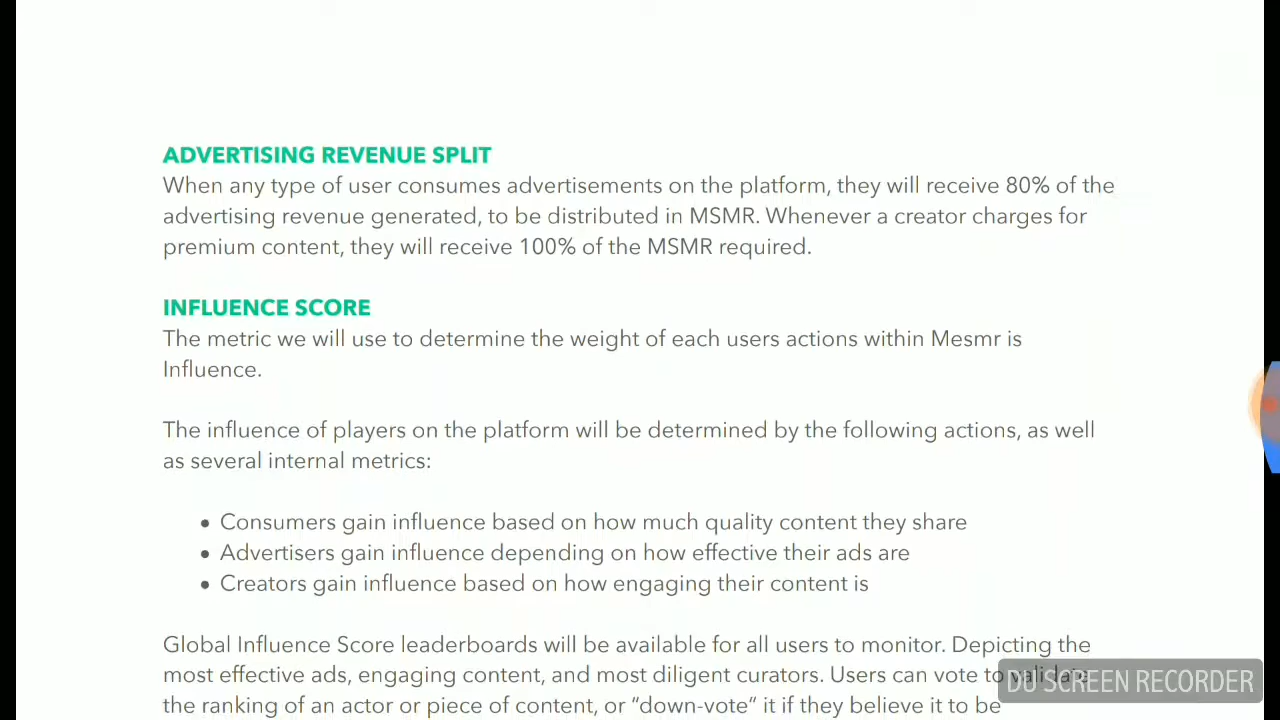 ADVERTISING REVENUE SPLIT
When any type of user consumes advertisements on the platform, they will receive 80% of the
advertising revenue generated, to be distributed in MSMR. Whenever a creator charges for
premium content, they will receive 100% of the MSMR required.
INFLUENCE SCORE
The metric we will use to determine the weight of each users actions within Mesmr is
Influence.
The influence of players on the platform will be determined by the following actions, as well
as several internal metrics:
• Consumers gain influence based on how much quality content they share
• Advertisers gain influence depending on how effective their ads are
• Creators gain influence based on how engaging their content is
Global Influence Score leaderboards will be available for all users to monitor. Depicting the
most effective ads, engaging content, and most diligent curators. Users can vote to validate
the ranking of an actor or piece of content, or “down-vote” it if they believe it to be
DU SCREEN RECORDER